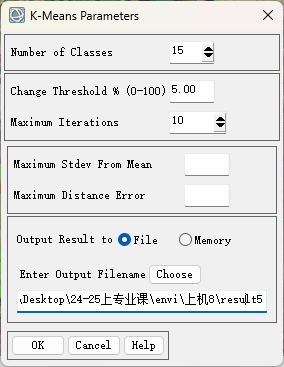 K-Means Parameters
Number of Classes 15
Change Threshold % (0-100) 5.00
Maximum Iterations 10
Maximum Stdev From Mean
Maximum Distance Error
Output Result to File Memory
Enter Output Filename Choose
\Desktop\24-25上专业课\envi\上机8\result5
OK Cancel Help